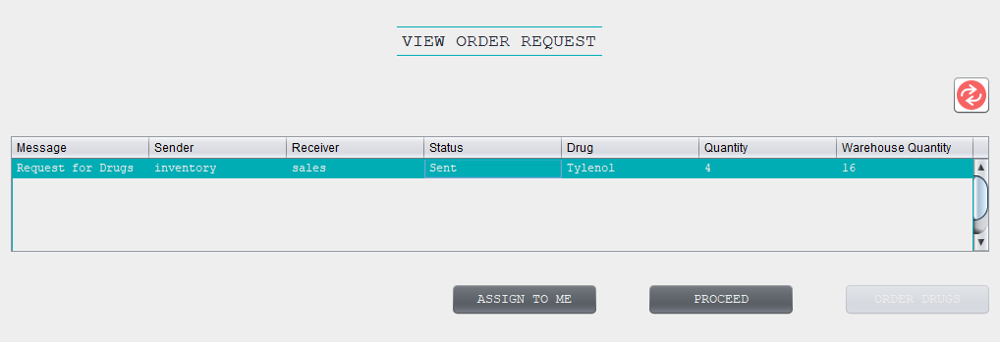 VIEW ORDER REQUEST
Message Sender Receiver Status Drug Quantity Warehouse Quantity
Request for Drugs inventory sales Sent Tylenol 4 16
ASSIGN TO ME PROCEED ORDER DRUGS